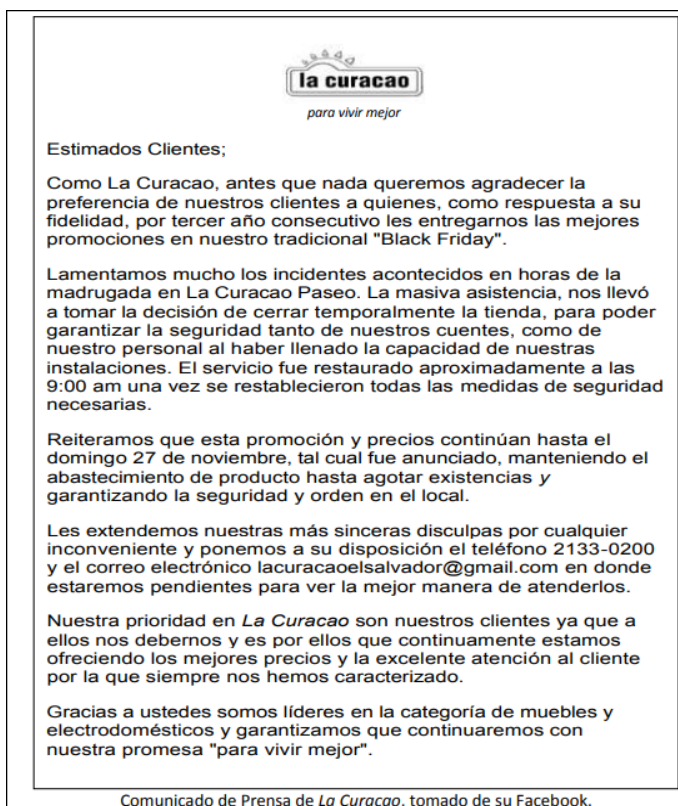 la curacao
para vivir mejor
Estimados Clientes;
Como La Curacao, antes que nada queremos agradecer la
preferencia de nuestros clientes a quienes, como respuesta a su
fidelidad, por tercer año consecutivo les entregarnos las mejores
promociones en nuestro tradicional "Black Friday".
Lamentamos mucho los incidentes acontecidos en horas de la
madrugada en La Curacao Paseo. La masiva asistencia, nos llevó
a tomar la decisión de cerrar temporalmente la tienda, para poder
garantizar la seguridad tanto de nuestros cuentes, como de
nuestro personal al haber llenado la capacidad de nuestras
instalaciones. El servicio fue restaurado aproximadamente a las
9:00 am una vez se restablecieron todas las medidas de seguridad
necesarias.
Reiteramos que esta promoción y precios continúan hasta el
domingo 27 de noviembre, tal cual fue anunciado, manteniendo el
abastecimiento de producto hasta agotar existencias y
garantizando la seguridad y orden en el local.
Les extendemos nuestras más sinceras disculpas por cualquier
inconveniente y ponemos a su disposición el teléfono 2133-0200
y el correo electrónico lacuracaoelsalvador@gmail.com en donde
estaremos pendientes para ver la mejor manera de atenderlos.
Nuestra prioridad en La Curacao son nuestros clientes ya que a
ellos nos debernos y es por ellos que continuamente estamos
ofreciendo los mejores precios y la excelente atención al cliente
por la que siempre nos hemos caracterizado.
Gracias a ustedes somos líderes en la categoría de muebles y
electrodomésticos y garantizamos que continuaremos con
nuestra promesa "para vivir mejor".
Comunicado de Prensa de La Curacao, tomado de su Facebook.